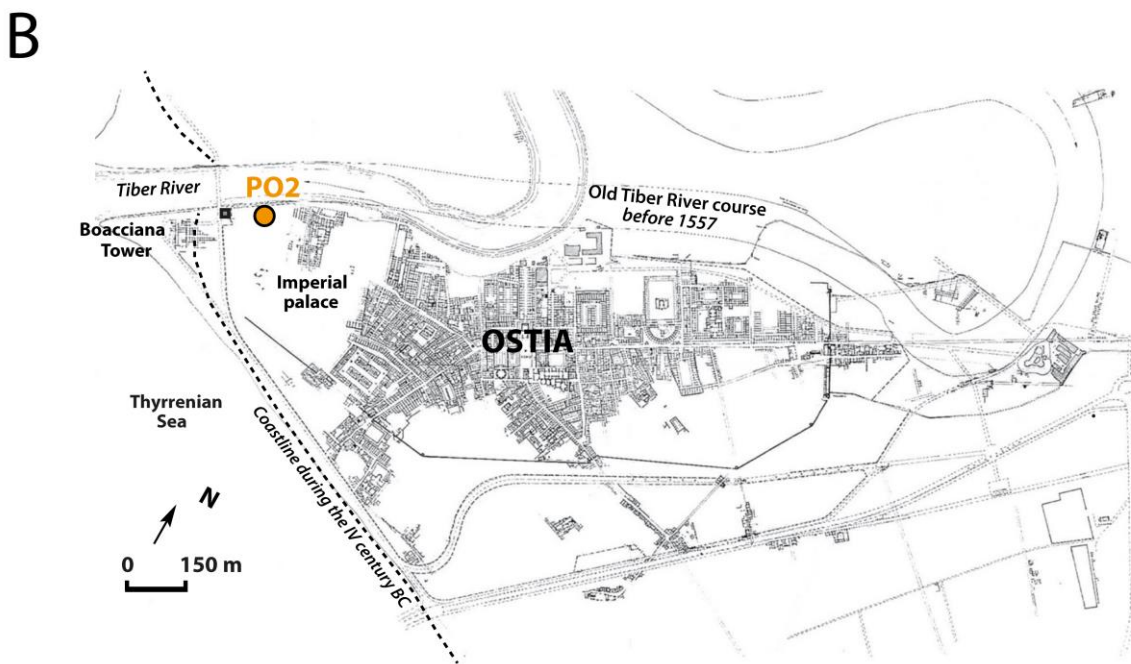 B
Tiber River
PO2
Boacciana
Tower
Imperial
palace
Old Tiber River course
before 1557
OSTIA
Thyrrenian
Sea
Coastline during the IV century BC
N
0 150 m